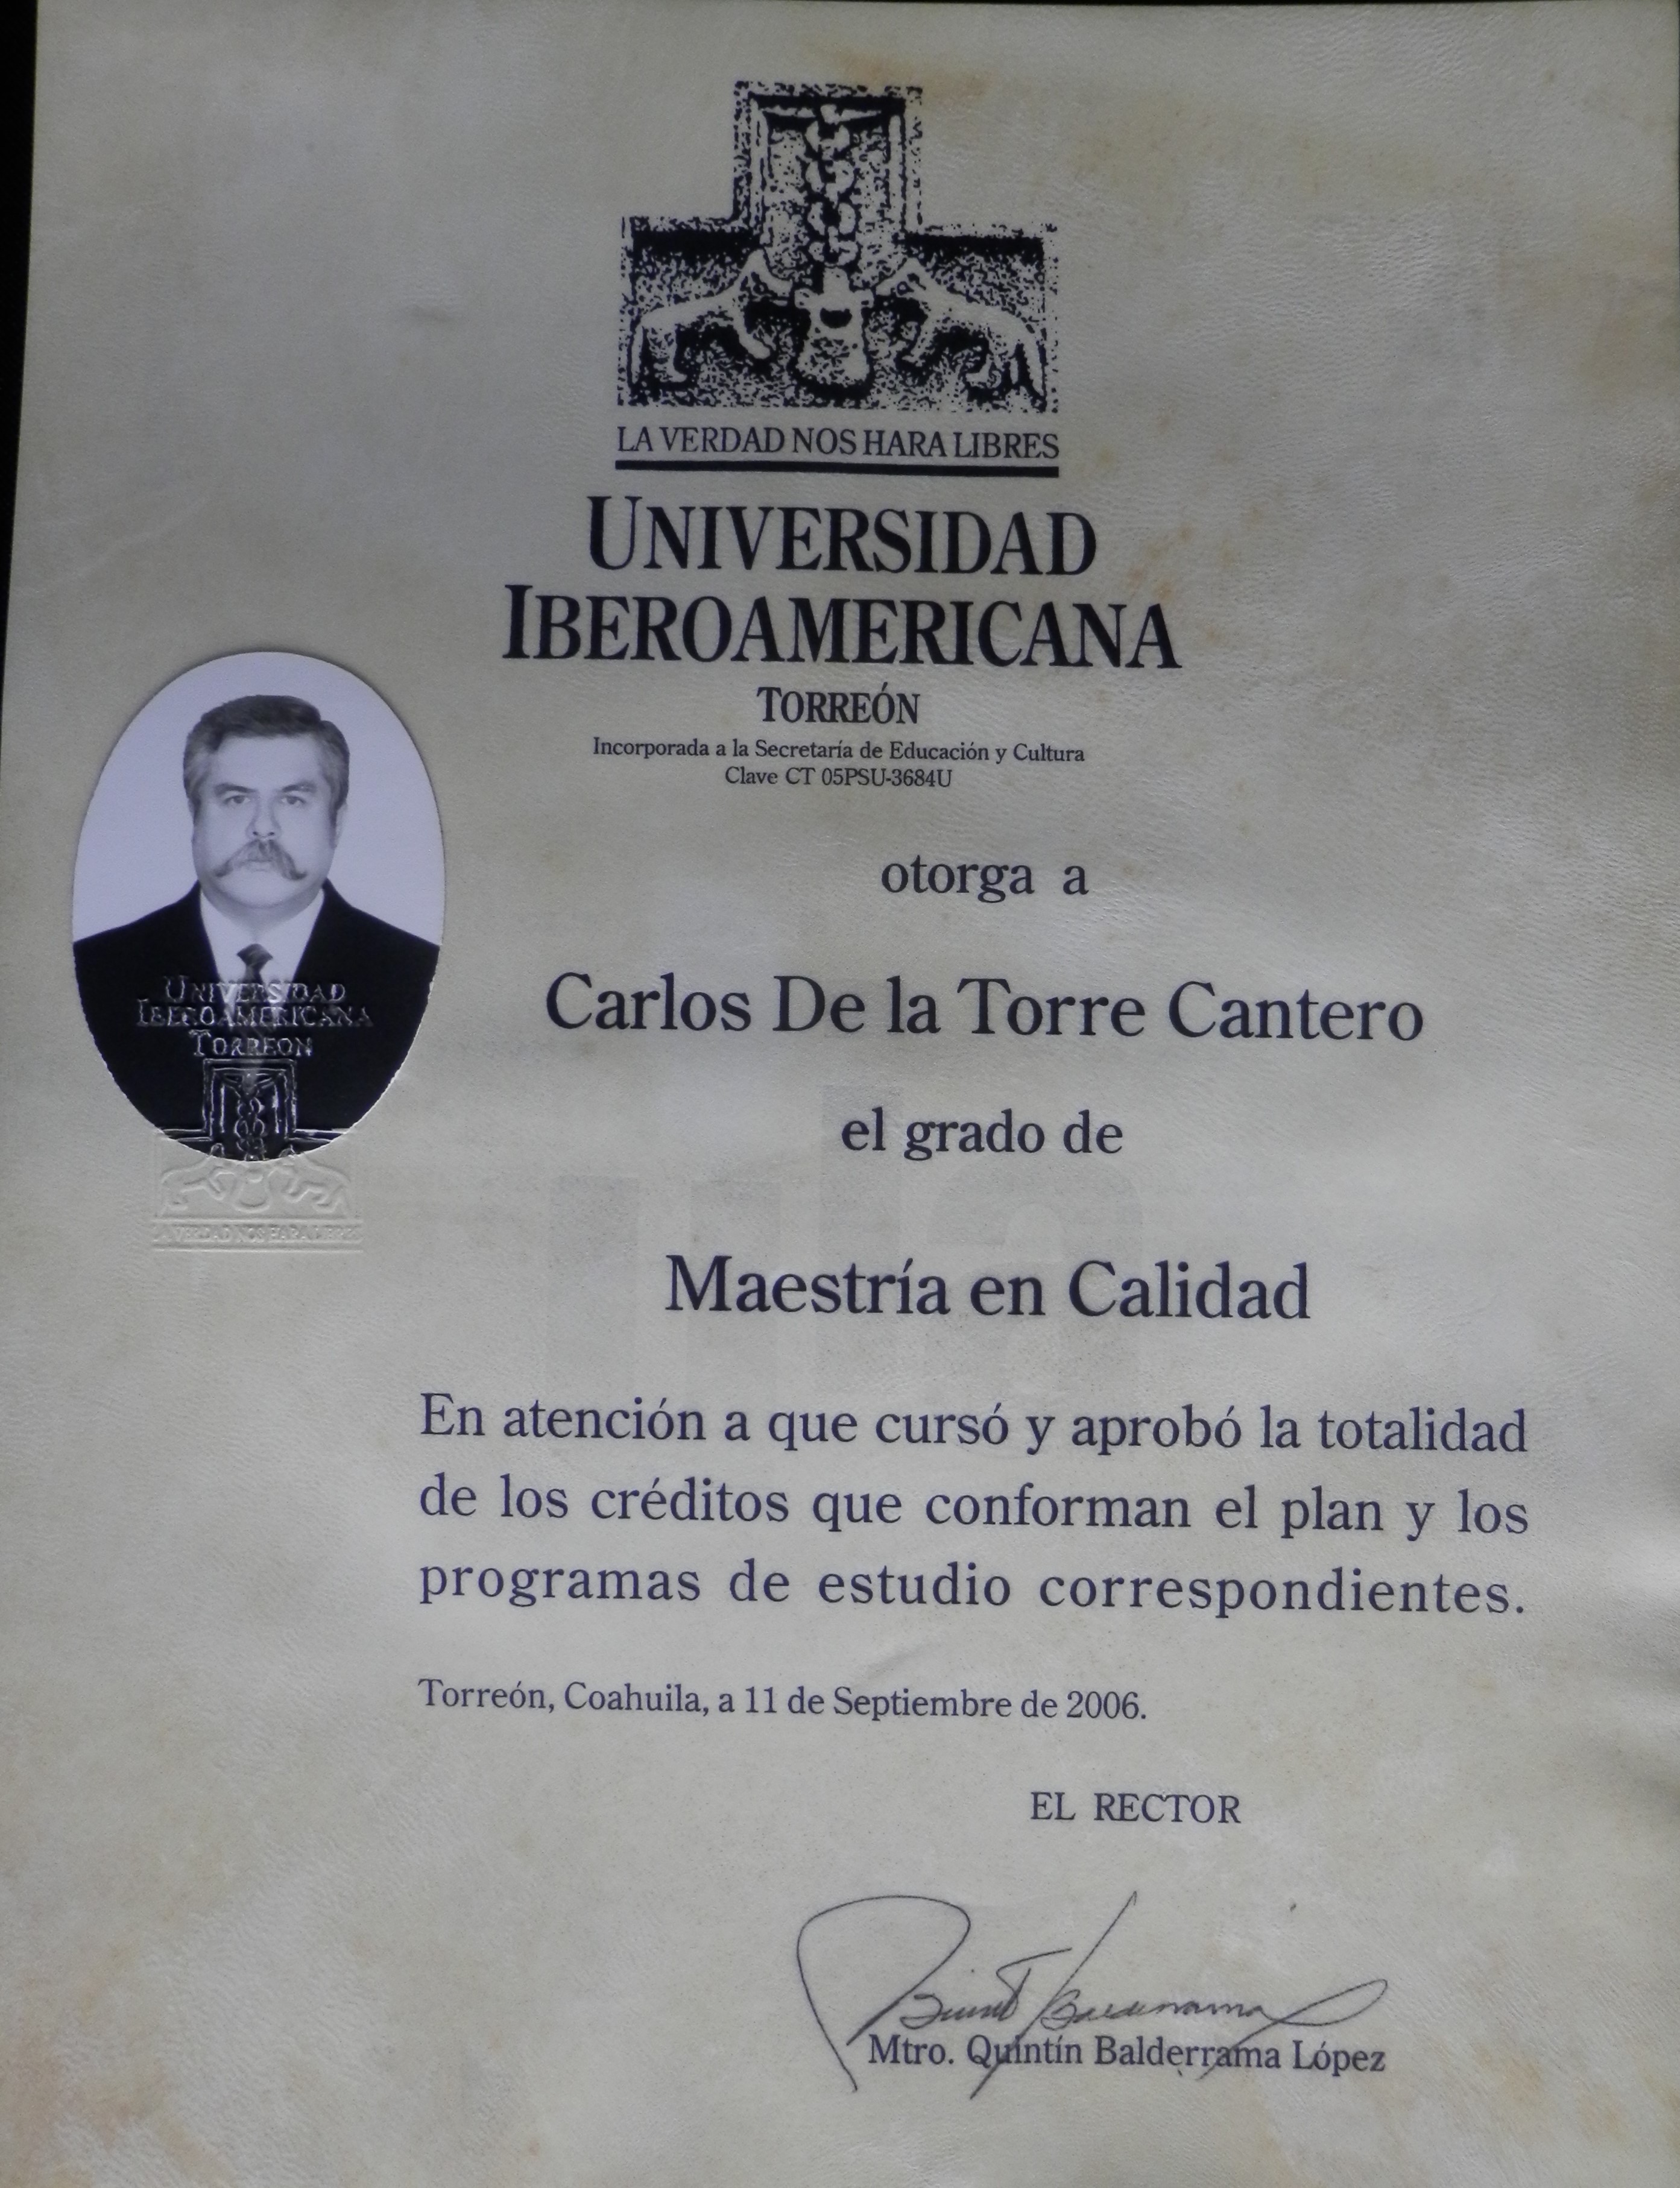 LA VERDAD NOS HARA LIBRES
UNIVERSIDAD
IBEROAMERICANA
TORREÓN
Incorporada a la Secretaría de Educación y Cultura
Clave CT 05PSU-3684U
otorga a
Carlos De la Torre Cantero
el grado de
Maestría en Calidad
En atención a que cursó y aprobó la totalidad
de los créditos que conforman el plan y los
programas de estudio correspondientes.
Torreón, Coahuila, a 11 de Septiembre de 2006.
EL RECTOR
Mtro. Quintín Balderrama López
UNIVERSIDAD
IBEROAMERICANA
TORREON
LA VERDAD NOS HARA LIBRES